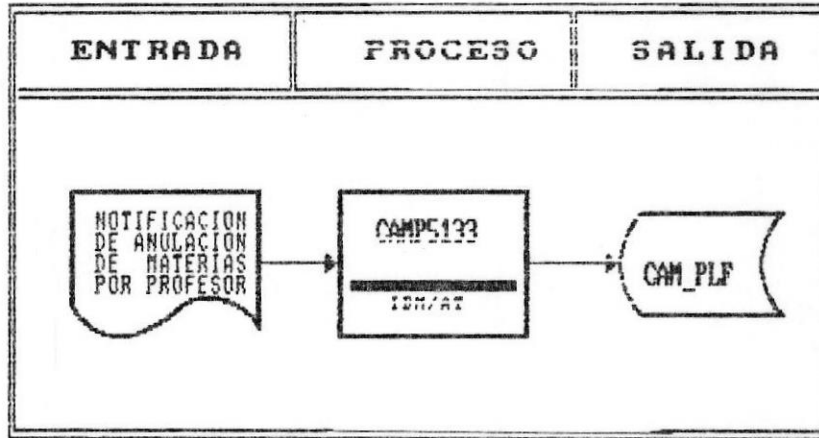 ENTRADA
PROCESO
SALIDA
NOTIFICACION
DE ANULACION
DE MATERIAS
POR PROFESOR
CAMP5133
IBM/AT
CAM_PLF